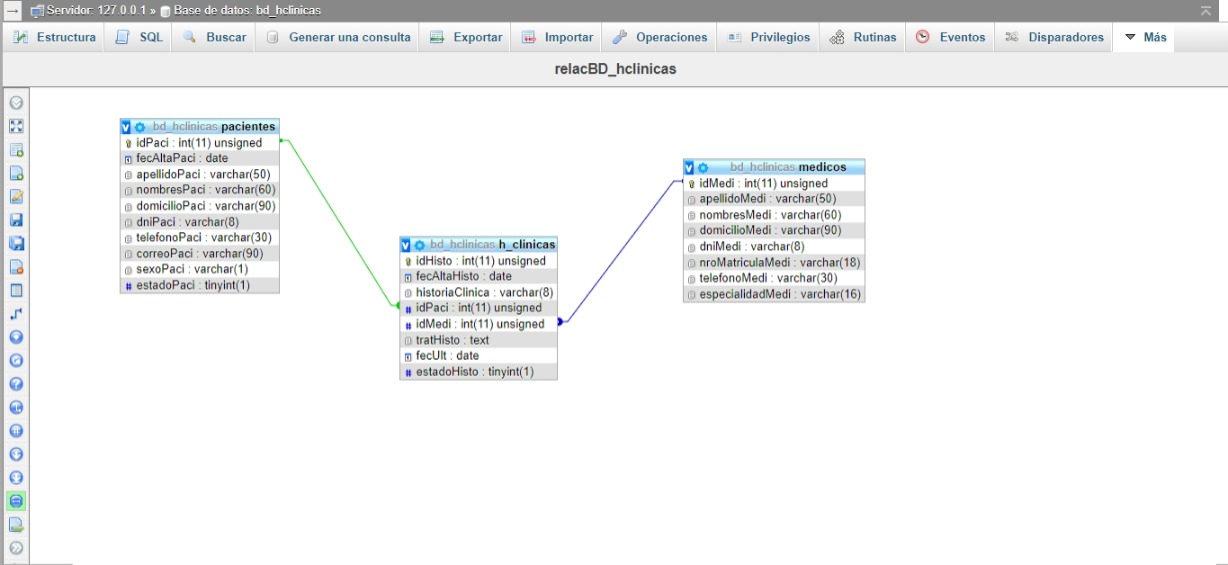 Servidor: 127.0.0.1 » Base de datos: bd_hclinicas
Estructura SQL Buscar Generar una consulta Exportar Importar Operaciones Privilegios Rutinas Eventos Disparadores Más
relacBD_hclinicas
bd_hclinicas pacientes
idPaci : int(11) unsigned
fecAltaPaci : date
apellidoPaci : varchar(50)
nombresPaci : varchar(60)
domicilioPaci : varchar(90)
dniPaci : varchar(8)
telefonoPaci : varchar(30)
correoPaci : varchar(90)
sexoPaci : varchar(1)
estadoPaci : tinyint(1)
bd_hclinicas h_clinicas
idHisto : int(11) unsigned
fecAltaHisto : date
historiaClinica : varchar(8)
idPaci : int(11) unsigned
idMedi : int(11) unsigned
tratHisto : text
fecUlt : date
estadoHisto : tinyint(1)
bd_hclinicas medicos
idMedi : int(11) unsigned
apellidoMedi : varchar(50)
nombresMedi : varchar(60)
domicilioMedi : varchar(90)
dniMedi : varchar(8)
nroMatriculaMedi : varchar(18)
telefonoMedi : varchar(30)
especialidadMedi : varchar(16)